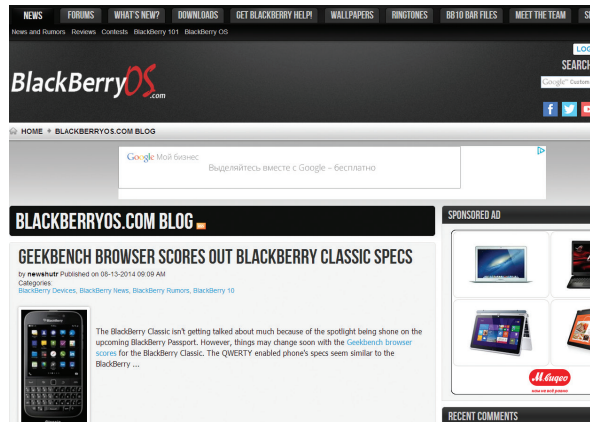 NEWS FORUMS WHAT'S NEW? DOWNLOADS GET BLACKBERRY HELP! WALLPAPERS RINGTONES BB10 BAR FILES MEET THE TEAM
News and Rumors Reviews Contests BlackBerry 101 BlackBerry OS
LOG
SEARCH
BlackBerryOS.com
Google Custom
HOME BLACKBERRYOS.COM BLOG
Google Мой бизнес
Выделяйтесь вместе с Google – бесплатно
BLACKBERRYOS.COM BLOG
SPONSORED AD
GEEKBENCH BROWSER SCORES OUT BLACKBERRY CLASSIC SPECS
by newshutr Published on 08-13-2014 09:09 AM
Categories:
BlackBerry Devices, BlackBerry News, BlackBerry Rumors, BlackBerry 10
The BlackBerry Classic isn't getting talked about much because of the spotlight being shone on the
upcoming BlackBerry Passport. However, things may change soon with the Geekbench browser
scores for the BlackBerry Classic. The QWERTY enabled phone's specs seem similar to the
BlackBerry ...
М.видео
RECENT COMMENTS